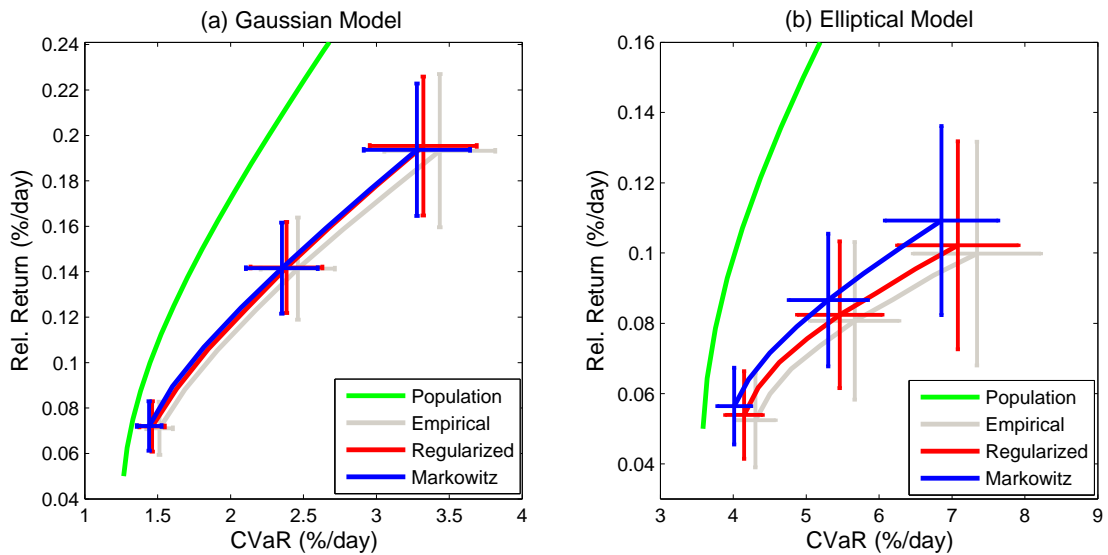 (a) Gaussian Model
0.24
0.22
0.2
0.18
0.16
0.14
0.12
0.1
0.08
0.06
0.04
Rel. Return (%/day)
1
1.5
2
2.5
3
3.5
4
CVaR (%/day)
Population
Empirical
Regularized
Markowitz
(b) Elliptical Model
0.16
0.14
0.12
0.1
0.08
0.06
0.04
Rel. Return (%/day)
3
4
5
6
7
8
9
CVaR (%/day)
Population
Empirical
Regularized
Markowitz